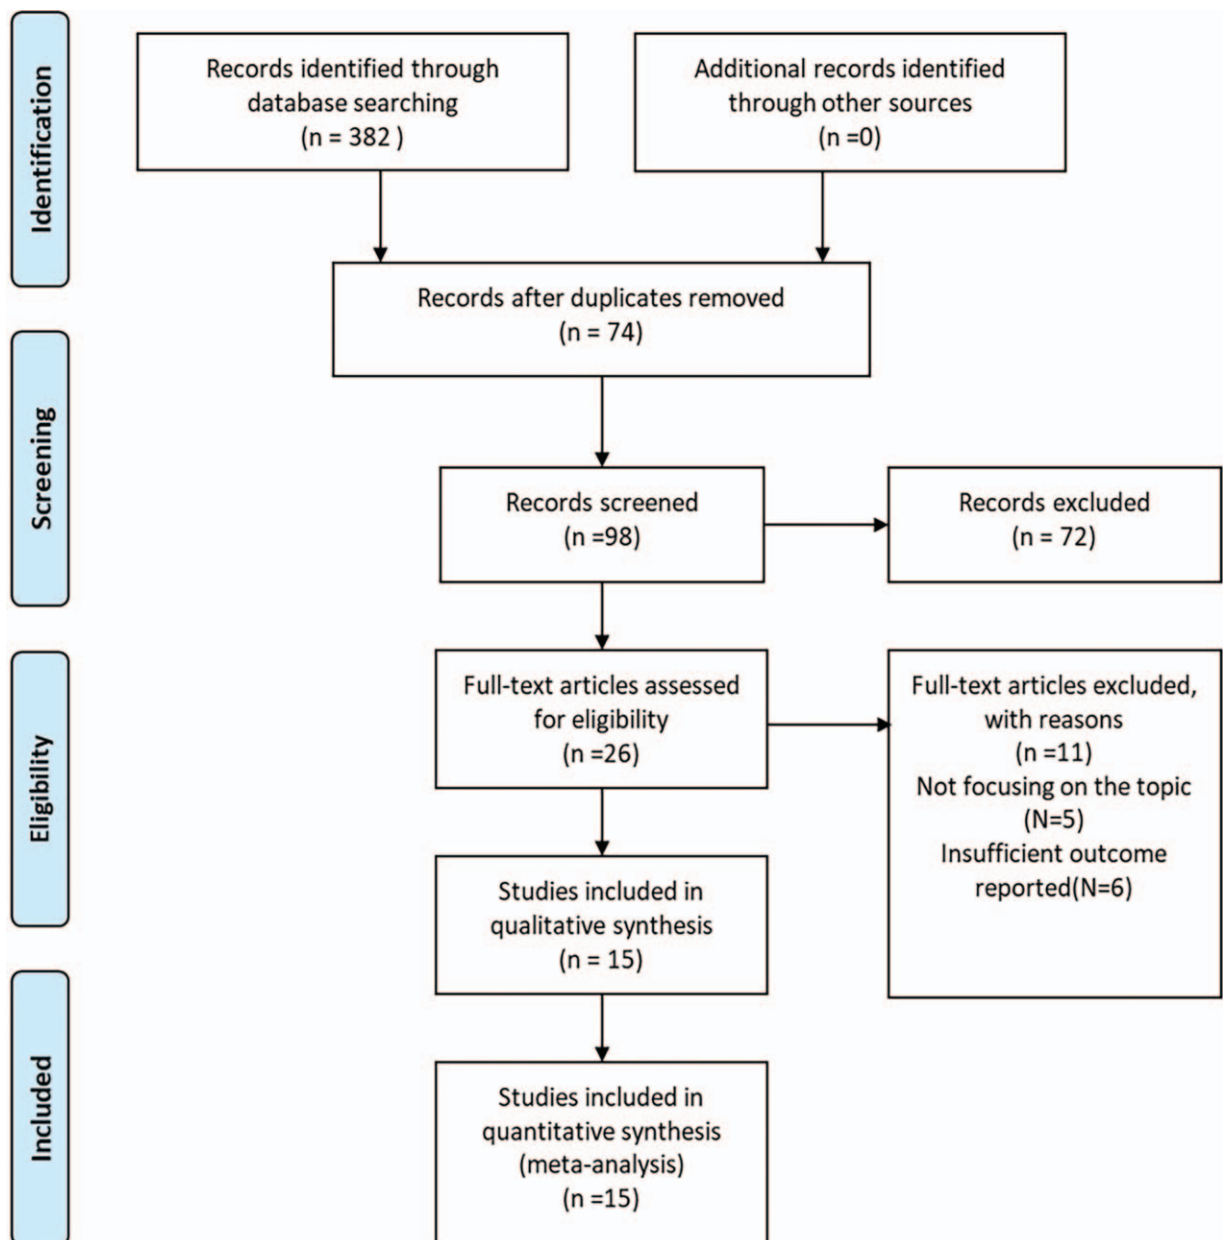 Identification
Records identified through
database searching
(n = 382 )
Additional records identified
through other sources
(n =0)
Records after duplicates removed
(n = 74)
Screening
Records screened
(n =98)
Records excluded
(n = 72)
Eligibility
Full-text articles assessed
for eligibility
(n =26)
Full-text articles excluded,
with reasons
(n =11)
Not focusing on the topic
(N=5)
Insufficient outcome
reported(N=6)
Studies included in
qualitative synthesis
(n = 15)
Included
Studies included in
quantitative synthesis
(meta-analysis)
(n =15)